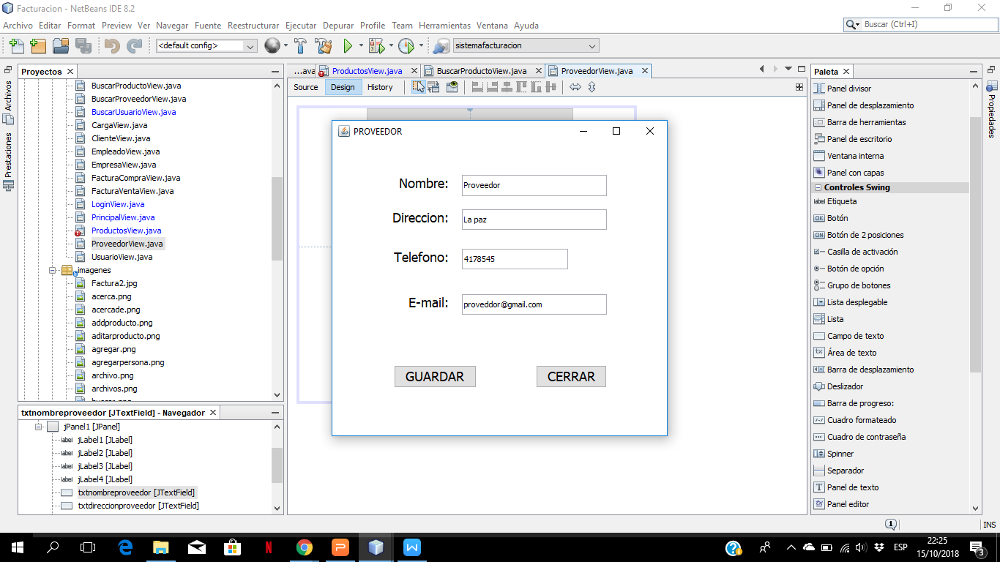 Facturacion - NetBeans IDE 8.2
Archivo Editar Format Preview Ver Navegar Fuente Reestructurar Ejecutar Depurar Profile Team Herramientas Ventana Ayuda
Buscar (Ctrl+I)
<default config>
sistemafacturacion
Archivos
Prestaciones
Proyectos
BuscarProductoView.java
BuscarProveedorView.java
BuscarUsuarioView.java
CargaView.java
ClienteView.java
EmpleadoView.java
EmpresaView.java
FacturaCompraView.java
FacturaVentaView.java
LoginView.java
PrincipalView.java
ProductosView.java
ProveedorView.java
UsuarioView.java
imagenes
Factura2.jpg
acerca.png
acercade.png
addproducto.png
aditarproducto.png
agregar.png
agregarpersona.png
archivo.png
archivos.png
buscar.png
txtnombreproveedor [JTextField] - Navegador
jPanel1 [JPanel]
label jLabel1 [JLabel]
label jLabel2 [JLabel]
label jLabel3 [JLabel]
label jLabel4 [JLabel]
txtnombreproveedor [JTextField]
txtdireccionproveedor [JTextField]
...ava ProductosView.java BuscarProductoView.java ProveedorView.java
Source Design History
PROVEEDOR
Nombre: Proveedor
Direccion: La paz
Telefono: 4178545
E-mail: proveddor@gmail.com
GUARDAR CERRAR
Paleta
Panel divisor
Panel de desplazamiento
Barra de herramientas
Panel de escritorio
Ventana interna
Panel con capas
Controles Swing
label Etiqueta
OK Botón
ON Botón de 2 posiciones
Casilla de activación
Botón de opción
Grupo de botones
Lista desplegable
Lista
Campo de texto
Área de texto
Barra de desplazamiento
Deslizador
Barra de progreso:
Cuadro formateado
Cuadro de contraseña
Spinner
Separador
Panel de texto
Panel editor
Propiedades
1
INS
ESP
22:25
15/10/2018
3